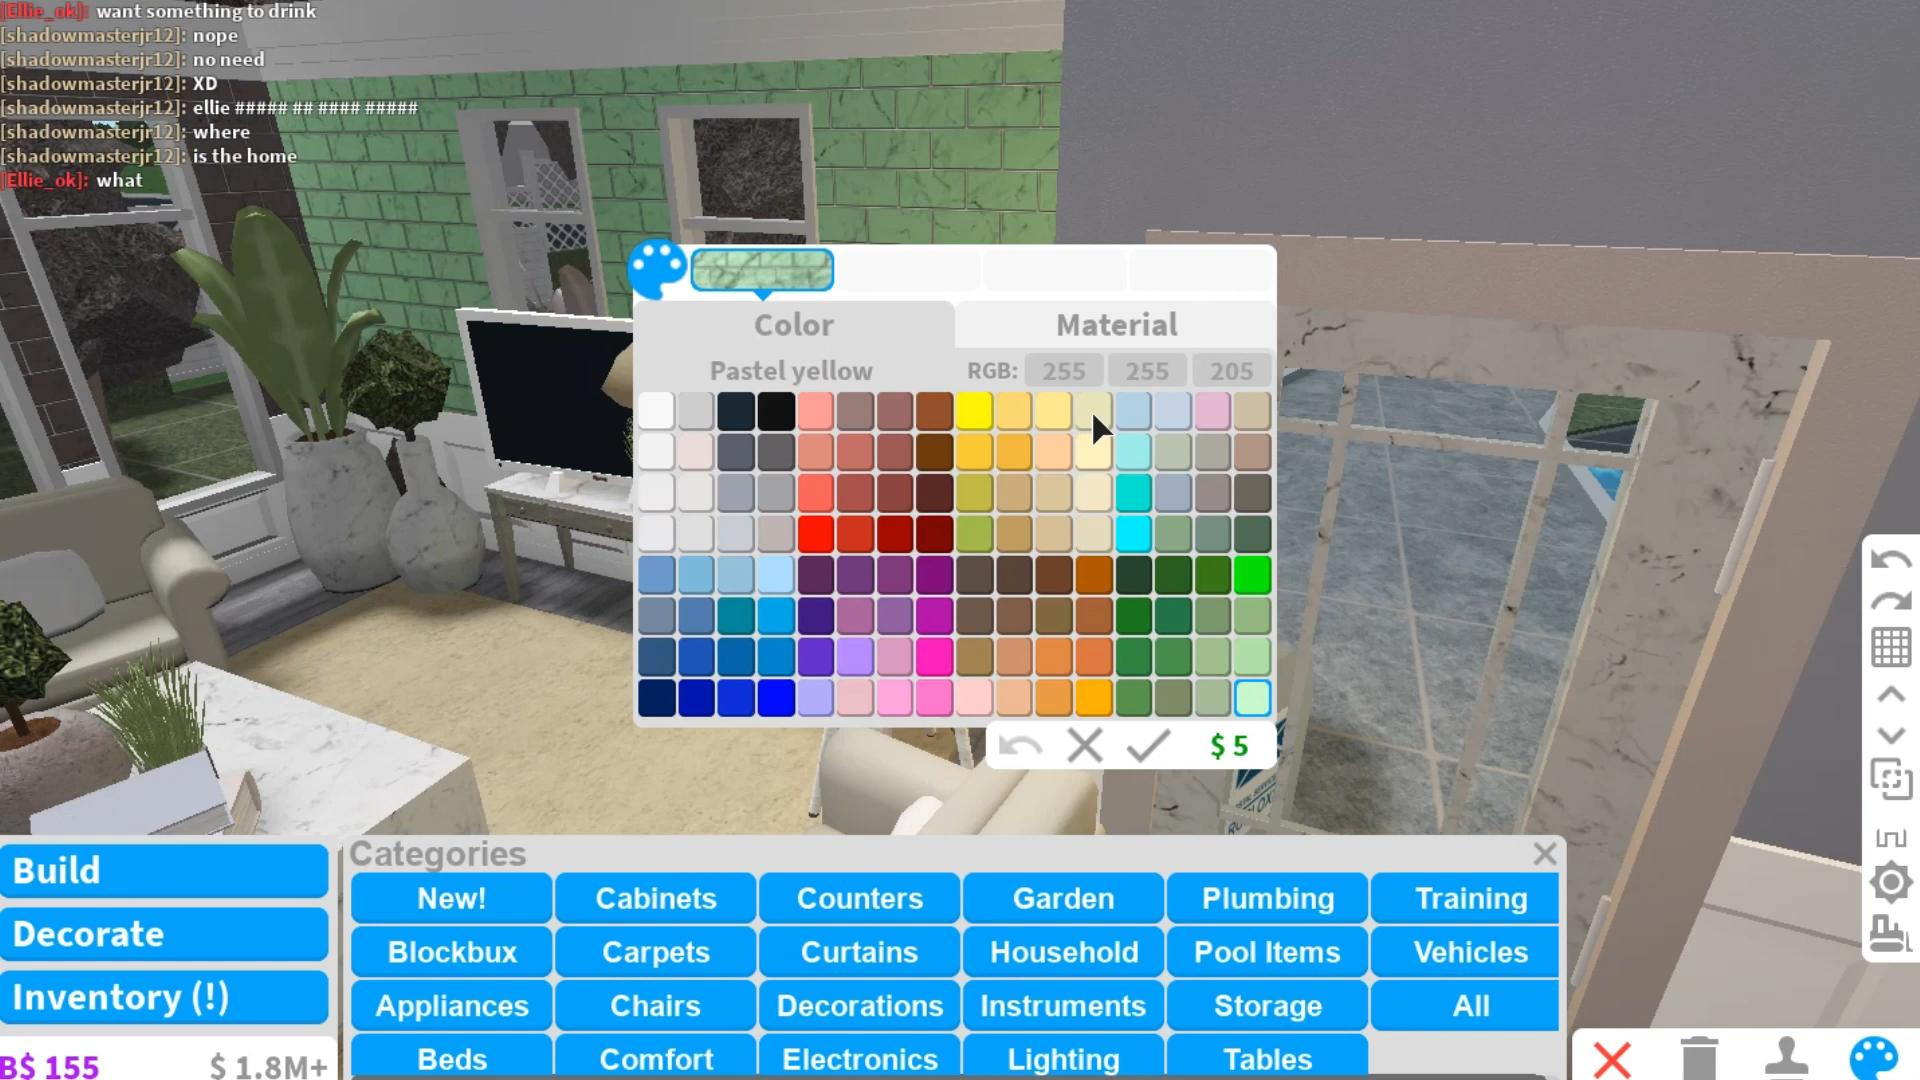 [Ellie_ok]: want something to drink
[shadowmasterjr12]: nope
[shadowmasterjr12]: no need
[shadowmasterjr12]: XD
[shadowmasterjr12]: ellie ##### ## #### #####
[shadowmasterjr12]: where
[shadowmasterjr12]: is the home
[Ellie_ok]: what
Color
Material
Pastel yellow
RGB: 255 255 205
$ 5
Build
Decorate
Inventory (!)
B$ 155
$ 1.8M+
Categories
New! Cabinets Counters Garden Plumbing Training
Blockbux Carpets Curtains Household Pool Items Vehicles
Appliances Chairs Decorations Instruments Storage All
Beds Comfort Electronics Lighting Tables